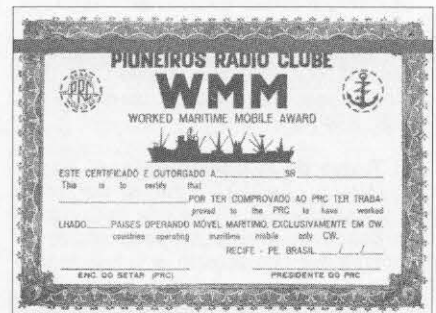 PIONEIROS RADIO CLUBE
PRC
WMM
WORKED MARITIME MOBILE AWARD
ESTE CERTIFICADO E OUTORGADO A
This is to certify that
POR TER COMPROVADO AO PRC TER TRABA-
proved to the PRC to have worked
LHADO PAISES OPERANDO MÓVEL MARITIMO, EXCLUSIVAMENTE EM CW.
countries operating maritime mobile only CW.
RECIFE - PE. BRASIL / /
ENC. DO SETAR (PRC) PRESIDENTE DO PRC